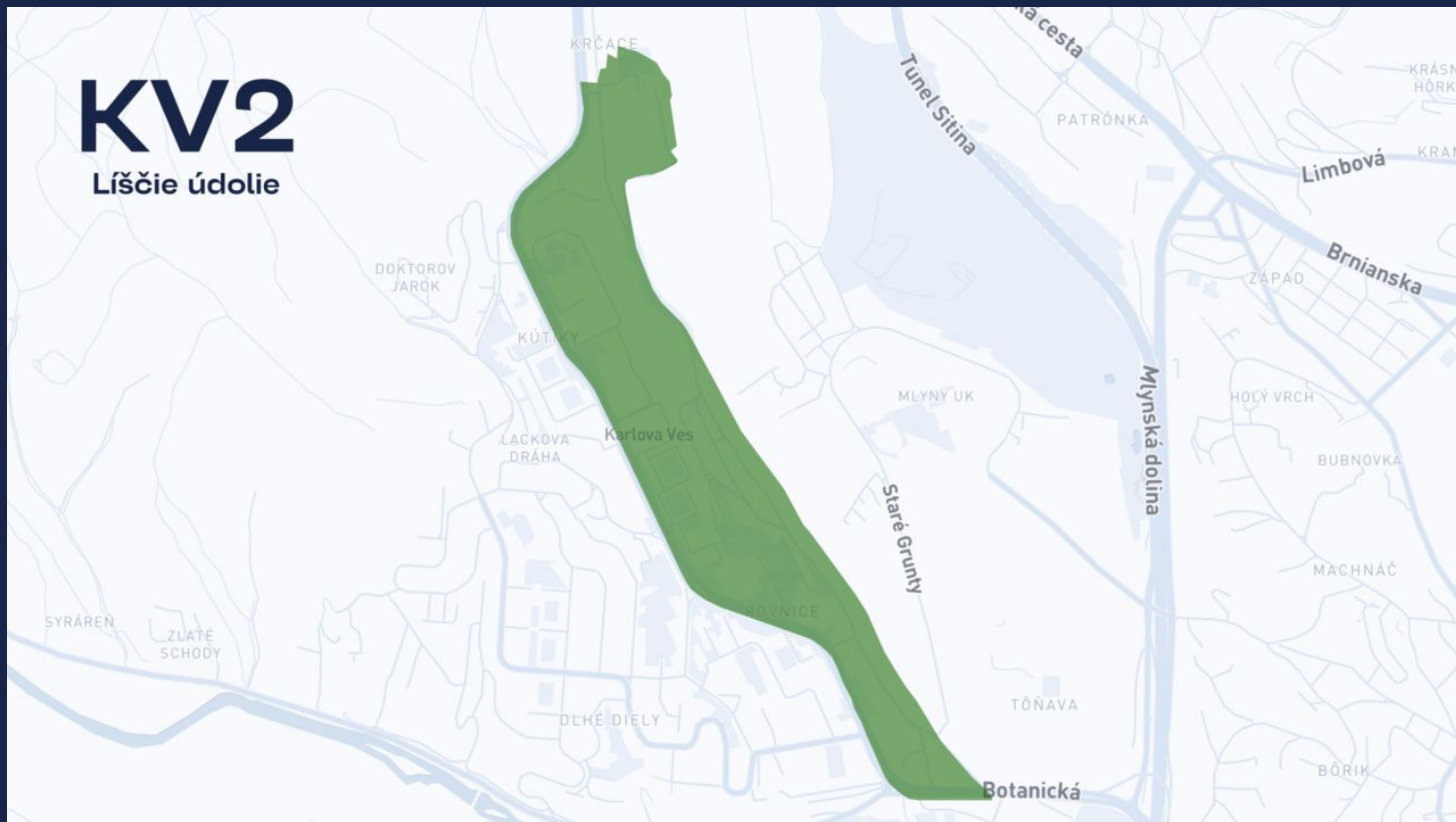 KV2
Líščie údolie
KRČACE
Tunel Sitina
PATRÓNKA
Limbová
Brnianska
ZÁPAD
DOKTOROV
JAROK
KÚTIKY
MLYNY UK
Mlynská dolina
HOLÝ VRCH
Karlova Ves
LACKOVA
DRÁHA
BUBNOVKA
Staré Grunty
MACHNÁČ
ROVNICE
SYRÁREŇ
ZLATÉ
SCHODY
DLHÉ DIELY
TŐŇAVA
BÔRIK
Botanická